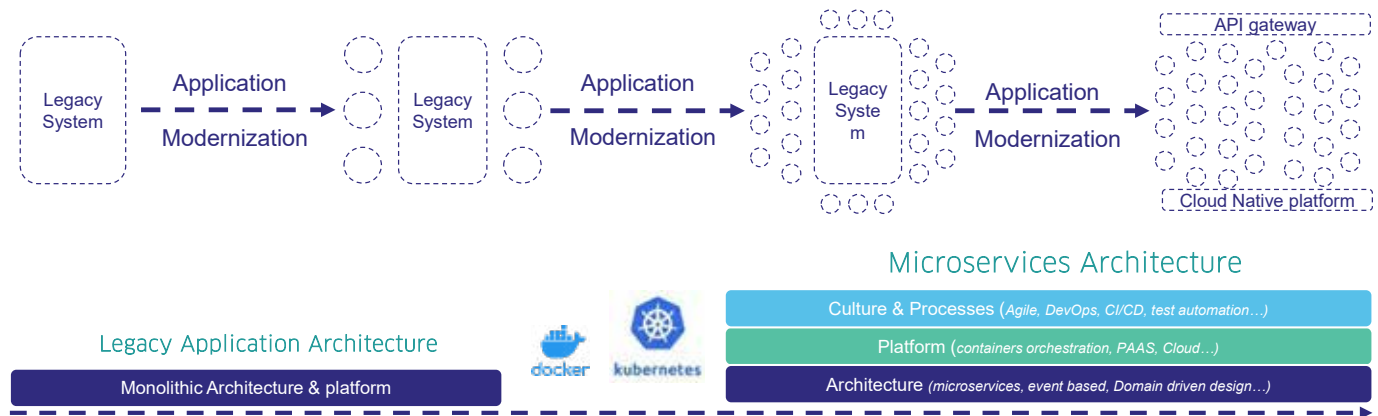 Legacy
System
Application
Modernization
Legacy
System
Application
Modernization
Legacy
Syste
m
Application
Modernization
API gateway
Cloud Native platform
Legacy Application Architecture
Monolithic Architecture & platform
docker
kubernetes
Microservices Architecture
Culture & Processes (Agile, DevOps, CI/CD, test automation…)
Platform (containers orchestration, PAAS, Cloud…)
Architecture (microservices, event based, Domain driven design…)